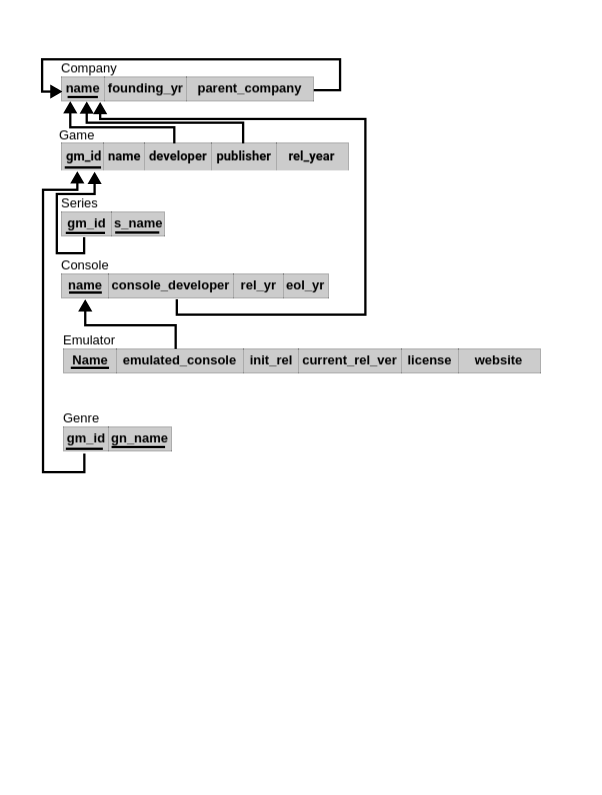 Company
name founding_yr parent_company
Game
gm_id name developer publisher rel_year
Series
gm_id s_name
Console
name console_developer rel_yr eol_yr
Emulator
Name emulated_console init_rel current_rel_ver license website
Genre
gm_id gn_name